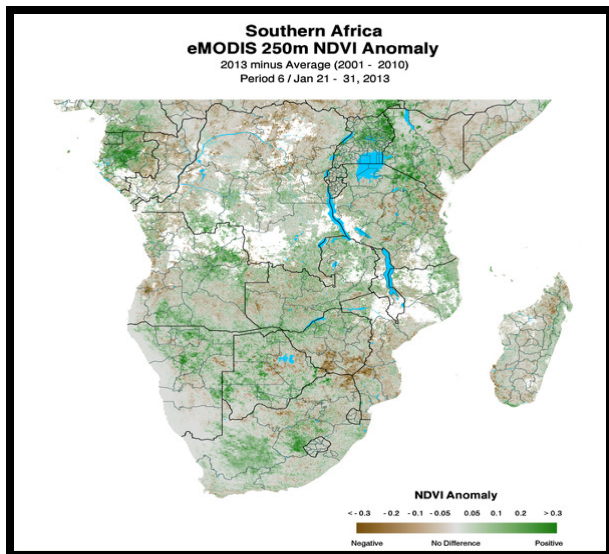 Southern Africa
eMODIS 250m NDVI Anomaly
2013 minus Average (2001 - 2010)
Period 6 / Jan 21 - 31, 2013
NDVI Anomaly
< - 0.3 - 0.2 - 0.1 - 0.05 0.05 0.1 0.2 > 0.3
Negative No Difference Positive